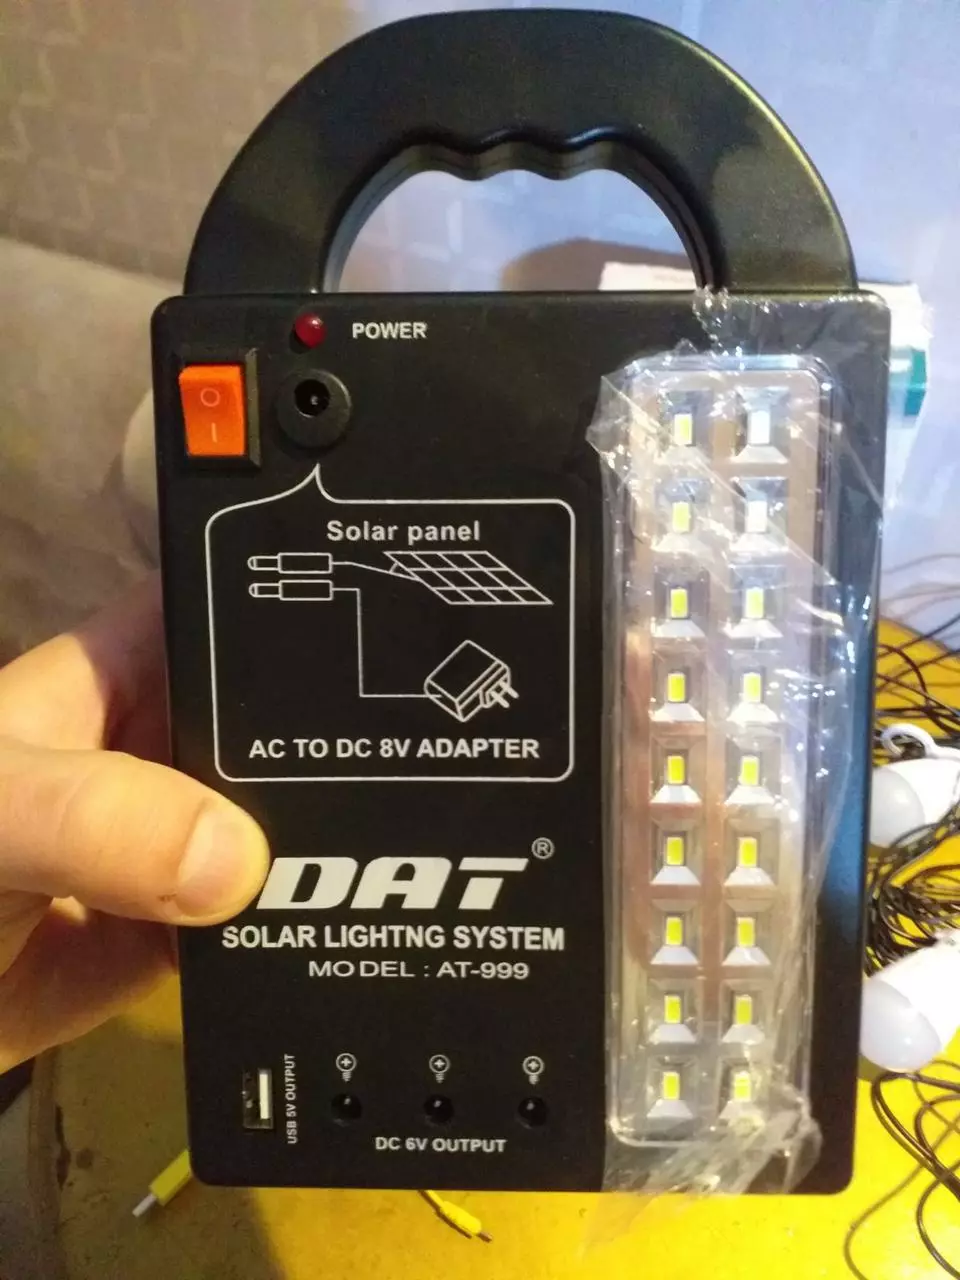 POWER
O
I
Solar panel
AC TO DC 8V ADAPTER
DAT®
SOLAR LIGHTNG SYSTEM
MODEL : AT-999
USB 5V OUTPUT
DC 6V OUTPUT